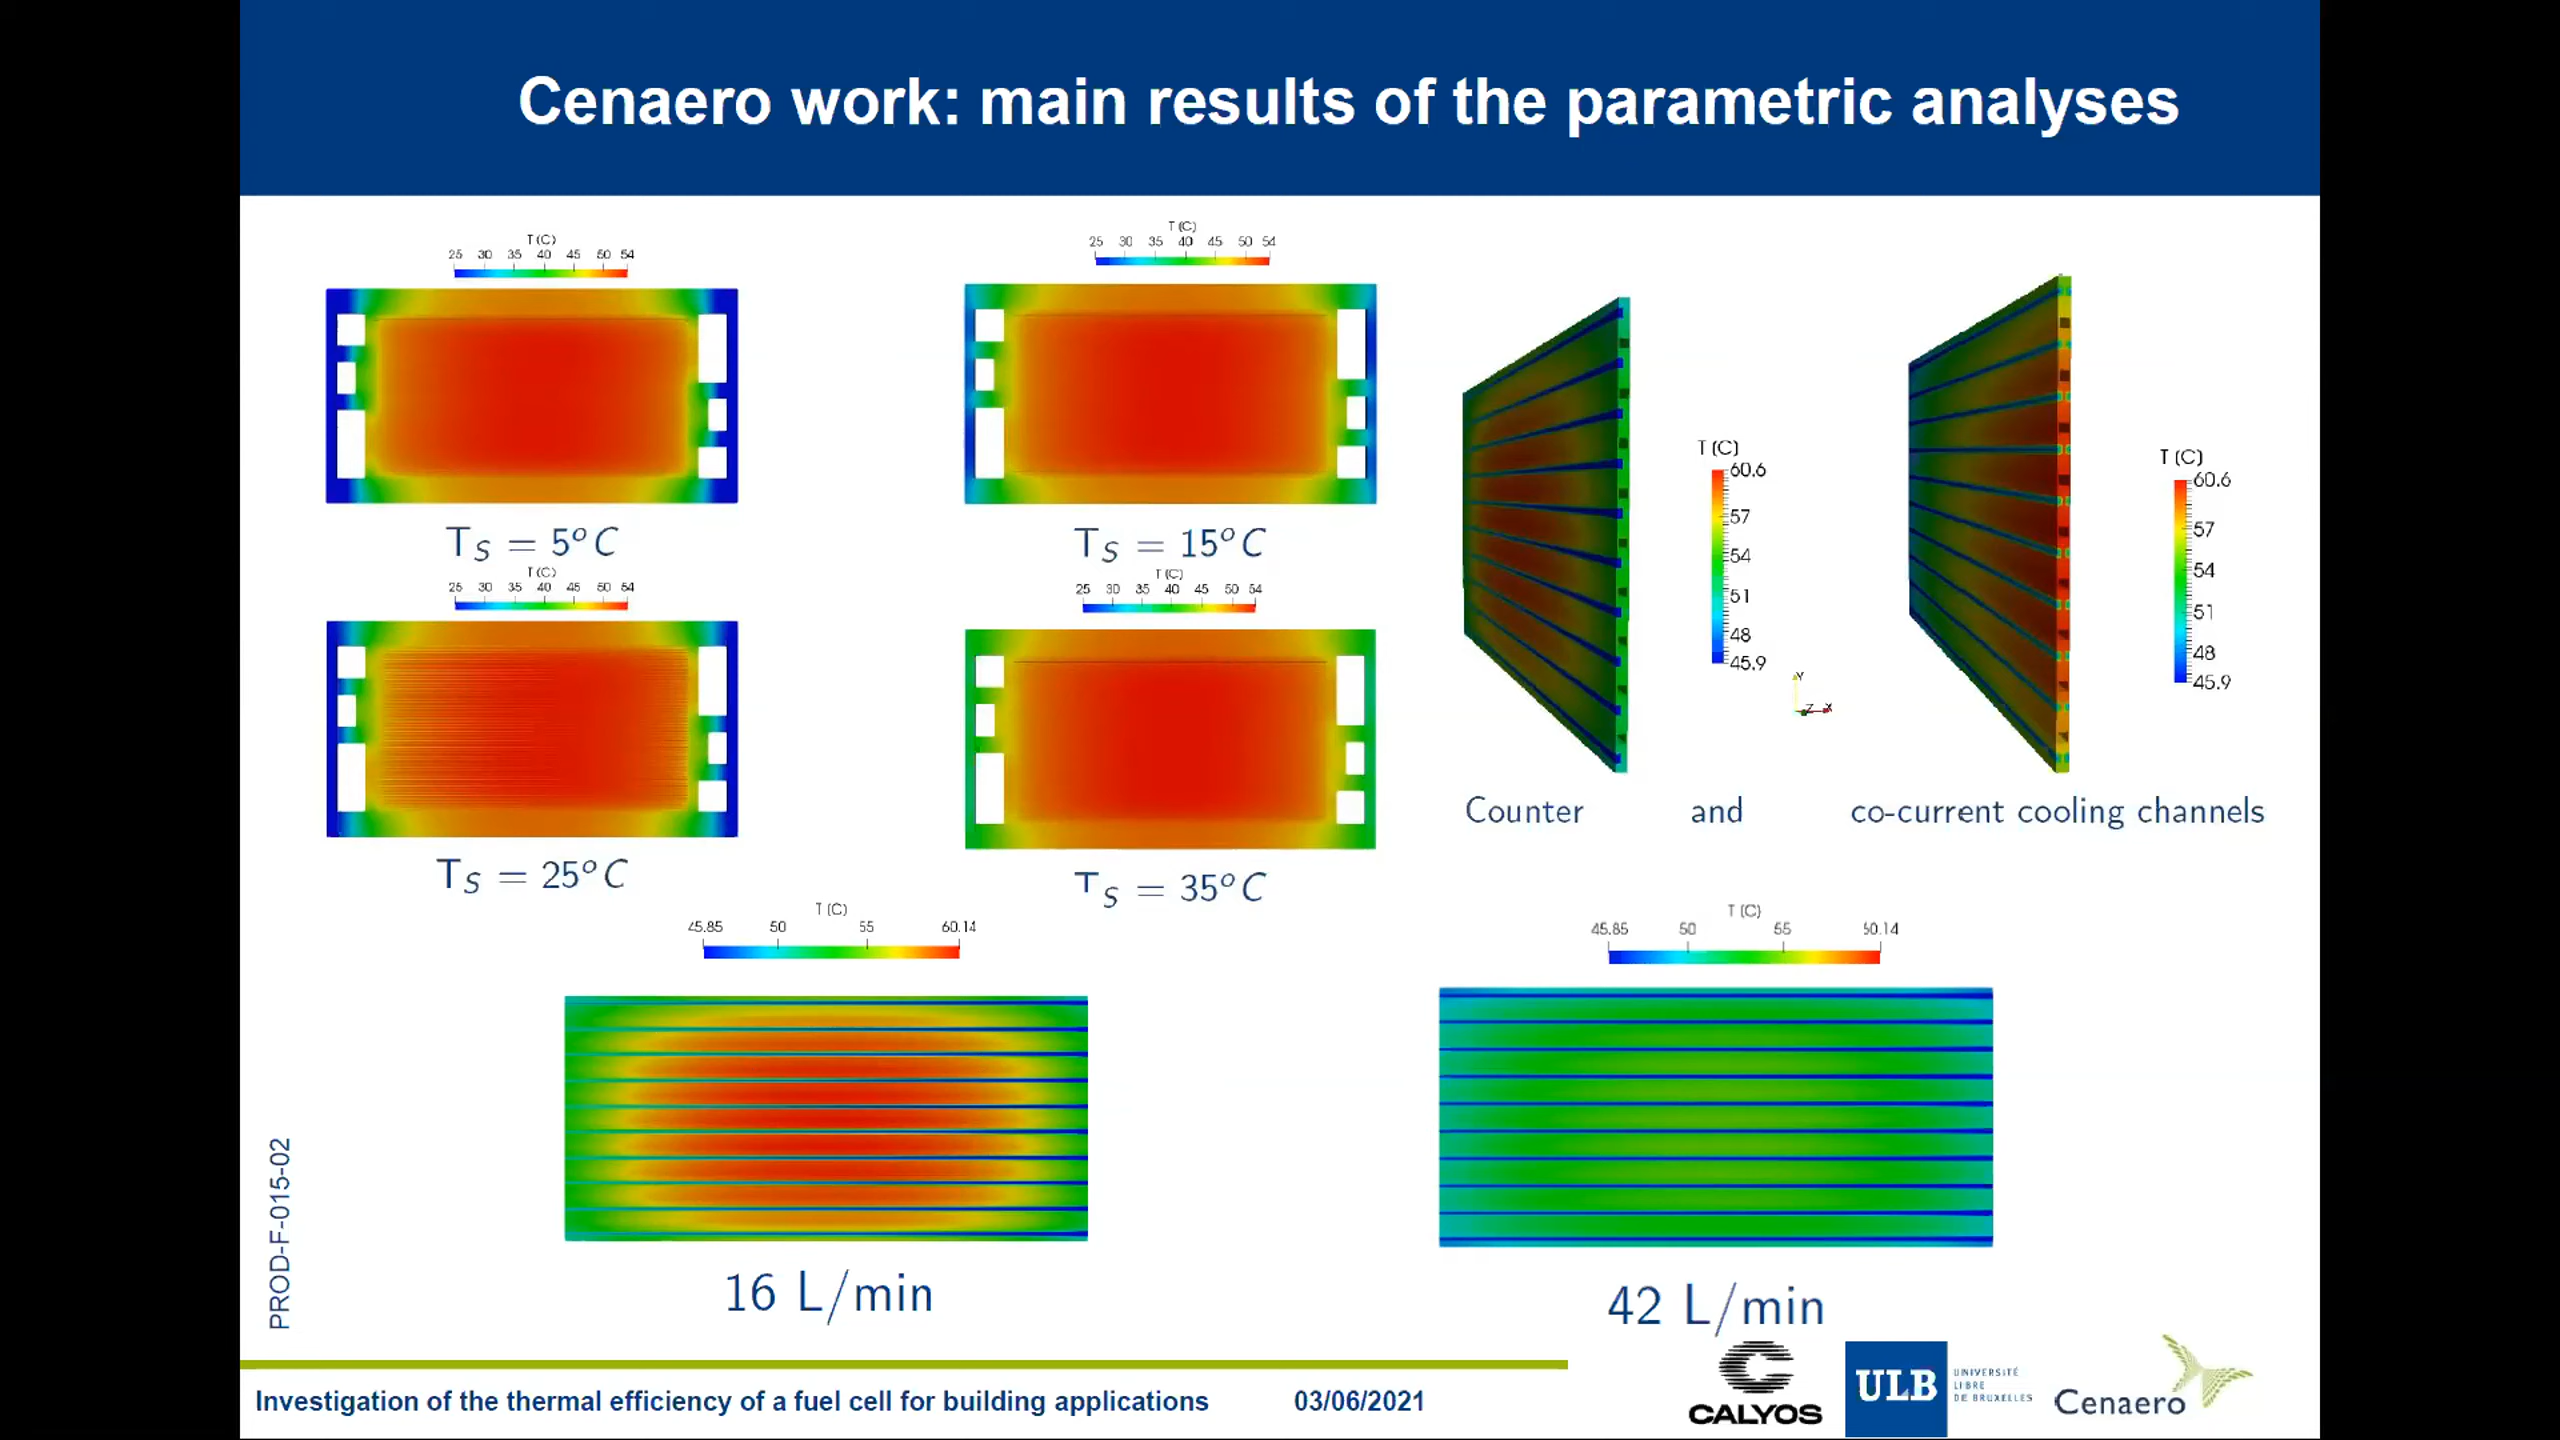 Cenaero work: main results of the parametric analyses
T (C)
25 30 35 40 45 50 54
T (C)
25 30 35 40 45 50 54
T_S = 5°C
T_S = 15°C
T (C)
25 30 35 40 45 50 54
T (C)
25 30 35 40 45 50 54
T_S = 25°C
T_S = 35°C
T (C)
60.6
57
54
51
48
45.9
Y
Z X
T (C)
60.6
57
54
51
48
45.9
Counter and co-current cooling channels
T (C)
45.85 50 55 60.14
T (C)
45.85 50 55 60.14
16 L/min
42 L/min
PROD-F-015-02
Investigation of the thermal efficiency of a fuel cell for building applications 03/06/2021
CALYOS
ULB
UNIVERSITÉ
LIBRE
DE BRUXELLES
Cenaero